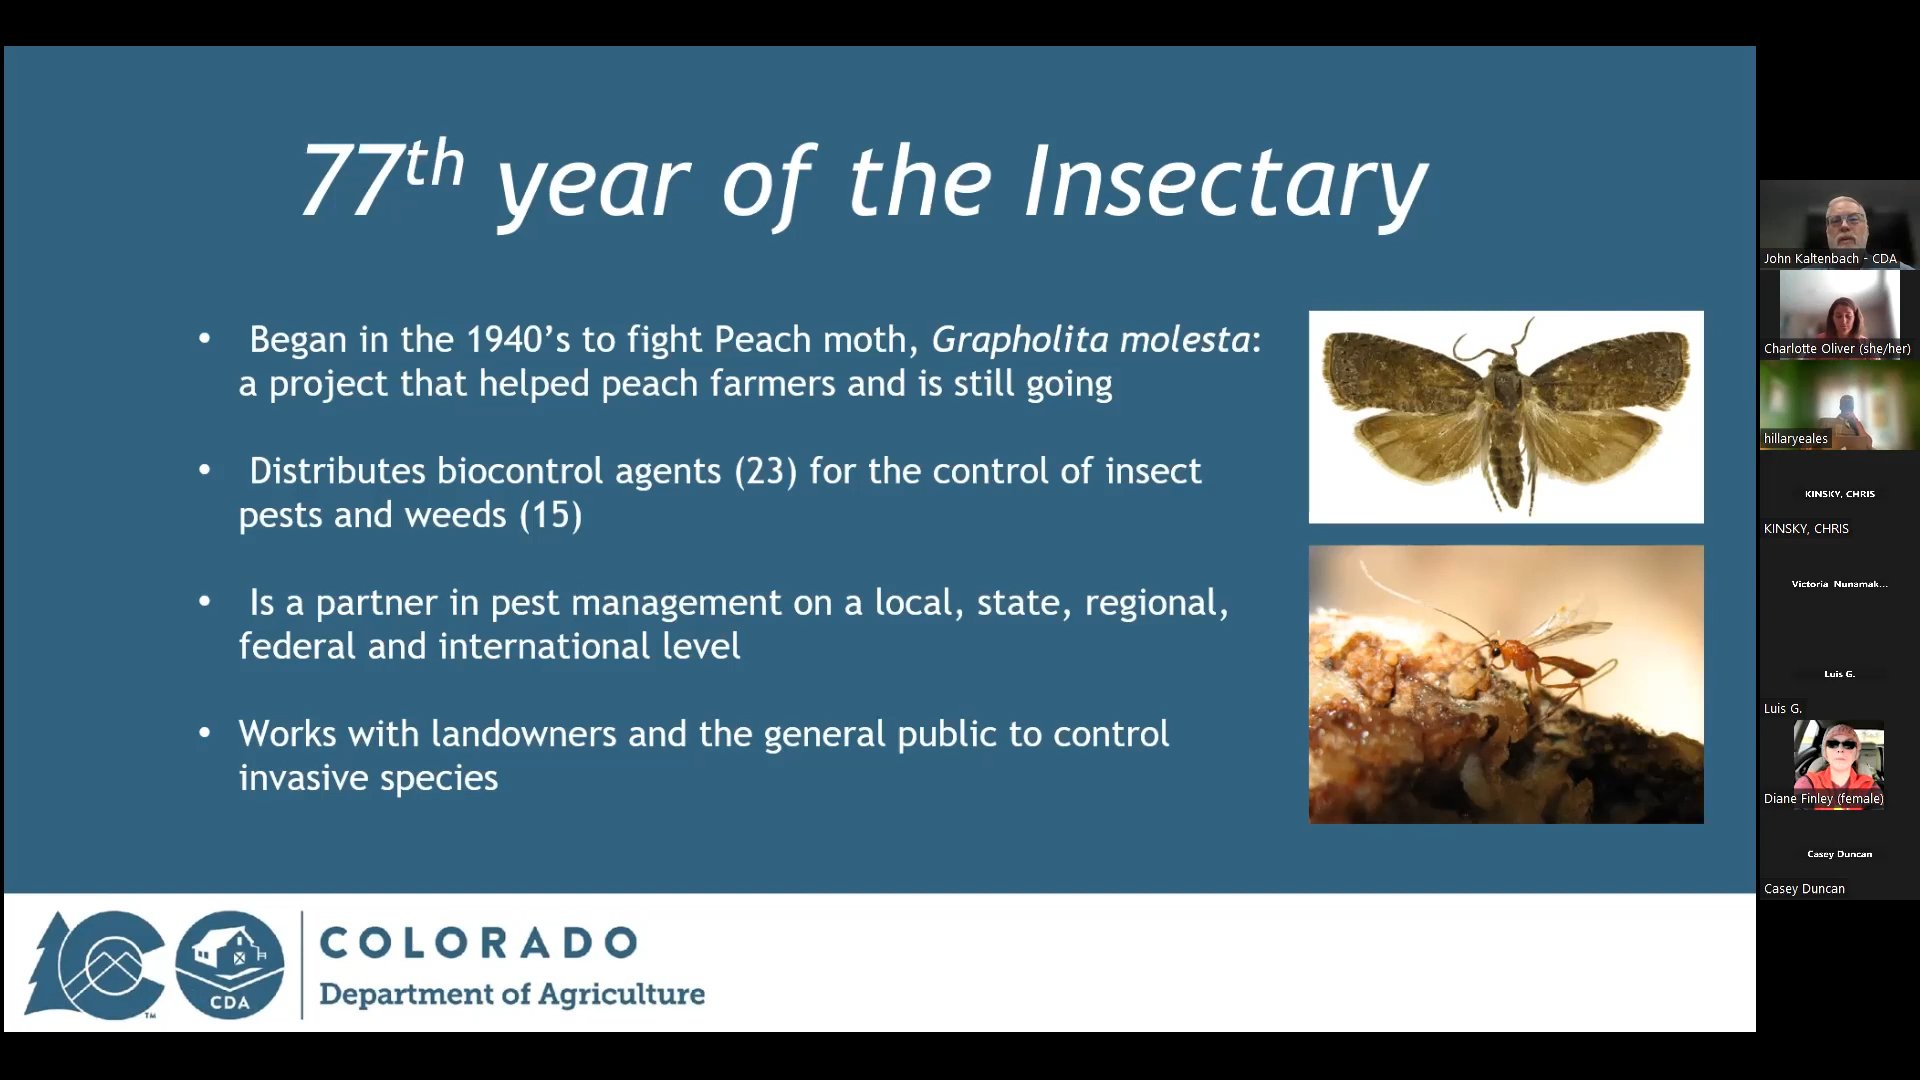 77th year of the Insectary
• Began in the 1940’s to fight Peach moth, Grapholita molesta:
a project that helped peach farmers and is still going
• Distributes biocontrol agents (23) for the control of insect
pests and weeds (15)
• Is a partner in pest management on a local, state, regional,
federal and international level
• Works with landowners and the general public to control
invasive species
TM
CDA
COLORADO
Department of Agriculture
John Kaltenbach - CDA
Charlotte Oliver (she/her)
hillaryeales
KINSKY, CHRIS
KINSKY, CHRIS
Victoria Nunamak...
Luis G.
Luis G.
Diane Finley (female)
Casey Duncan
Casey Duncan